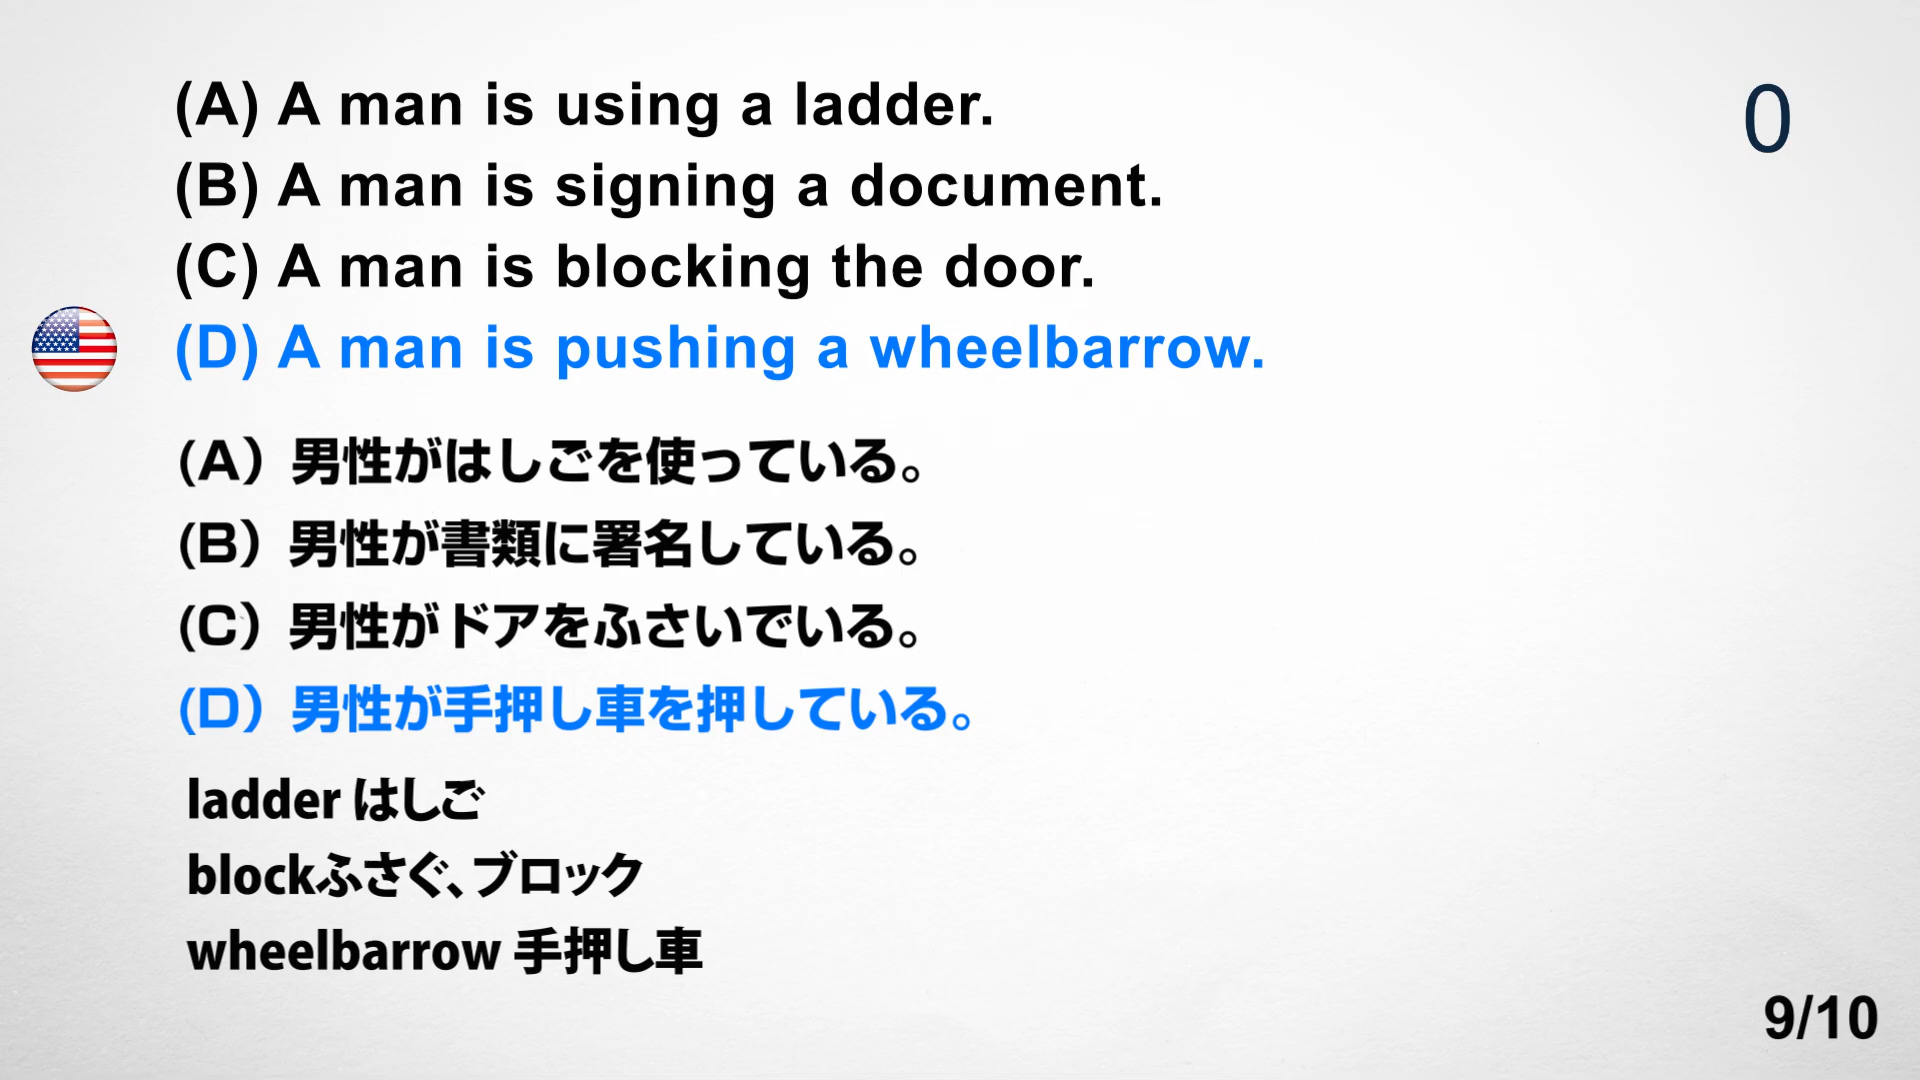 (A) A man is using a ladder.
0
(B) A man is signing a document.
(C) A man is blocking the door.
(D) A man is pushing a wheelbarrow.
(A）男性がはしごを使っている。
(B）男性が書類に署名している。
(C）男性がドアをふさいでいる。
(D）男性が手押し車を押している。
ladder はしご
blockふさぐ、ブロック
wheelbarrow 手押し車
9/10